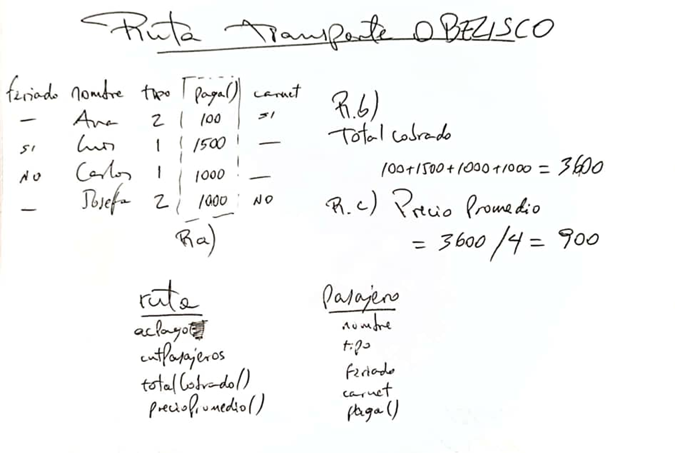 Ruta Transporte OBELISCO
feriado nombre tipo paga() carnet
— Ana 2 100 si
si Luis 1 1500 —
NO Carlos 1 1000 —
— Josefa 2 1000 NO
R.a)
R.b)
Total cobrado
100+1500+1000+1000 = 3600
R.c) Precio Promedio
= 3600/4 = 900
ruta
acPago
cntPasajeros
totalCobrado()
precioPromedio()
Pasajero
nombre
tipo
feriado
carnet
paga()